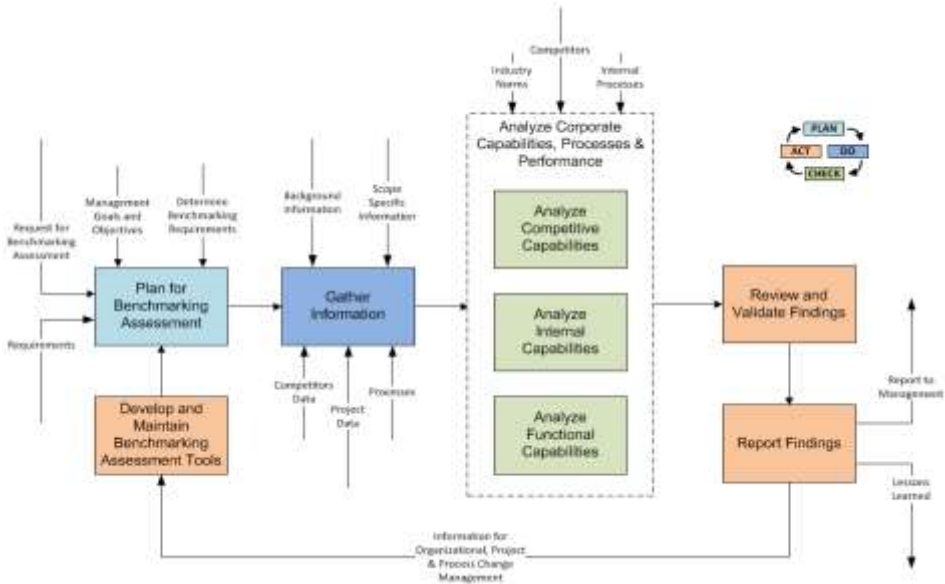 Competitors
Industry
Norms
Internal
Processes
Analyze Corporate
Capabilities, Processes &
Performance
PLAN
ACT
DO
CHECK
Management
Goals and
Objectives
Determine
Benchmarking
Requirements
Background
Information
Scope
Specific
Information
Request for
Benchmarking
Assessment
Analyze
Competitive
Capabilities
Plan for
Benchmarking
Assessment
Gather
Information
Analyze
Internal
Capabilities
Review and
Validate Findings
Requirements
Competitors
Data
Project
Data
Processes
Report to
Management
Develop and
Maintain
Benchmarking
Assessment Tools
Analyze
Functional
Capabilities
Report Findings
Lessons
Learned
Information for
Organizational, Project
& Process Change
Management